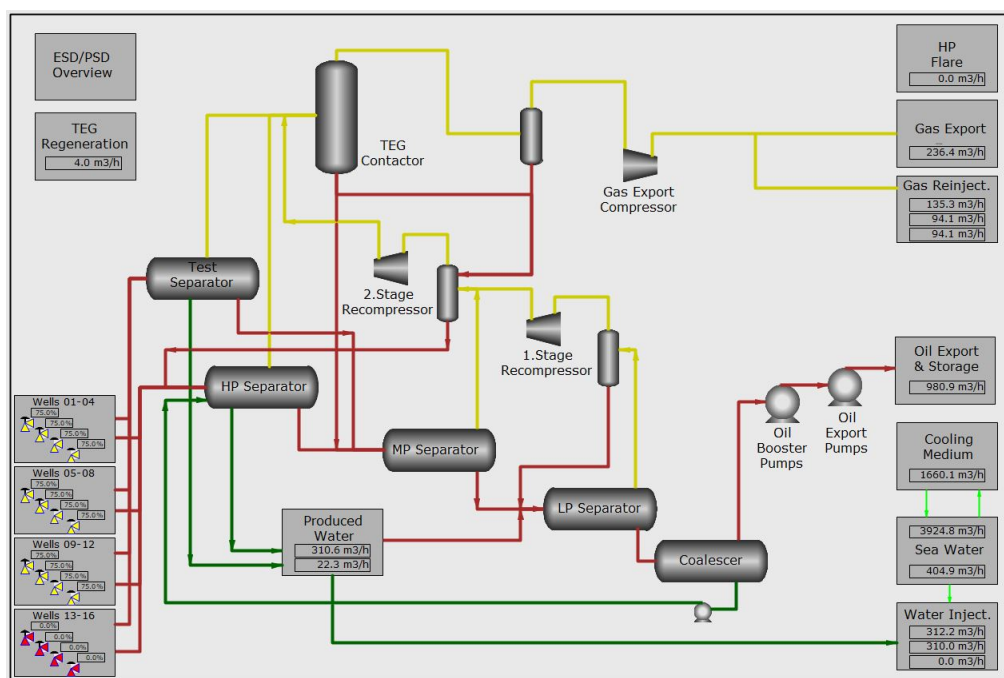 ESD/PSD
Overview
TEG
Regeneration
4.0 m3/h
TEG
Contactor
Gas Export
Compressor
HP
Flare
0.0 m3/h
Gas Export
236.4 m3/h
Gas Reinject.
135.3 m3/h
94.1 m3/h
94.1 m3/h
Test
Separator
2.Stage
Recompressor
1.Stage
Recompressor
HP Separator
MP Separator
LP Separator
Coalescer
Oil
Booster
Pumps
Oil
Export
Pumps
Oil Export
& Storage
980.9 m3/h
Wells 01-04
75.0%
75.0%
75.0%
75.0%
Wells 05-08
75.0%
75.0%
75.0%
75.0%
Wells 09-12
75.0%
75.0%
75.0%
75.0%
Wells 13-16
0.0%
0.0%
0.0%
0.0%
Produced
Water
310.6 m3/h
22.3 m3/h
Cooling
Medium
1660.1 m3/h
3924.8 m3/h
Sea Water
404.9 m3/h
Water Inject.
312.2 m3/h
310.0 m3/h
0.0 m3/h